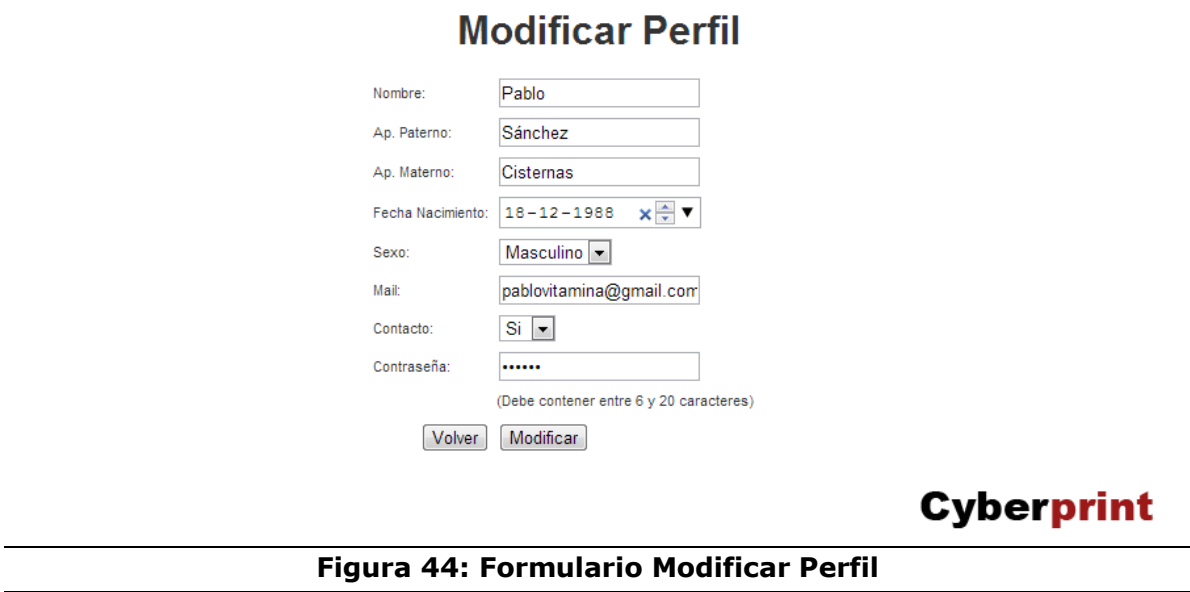 Modificar Perfil
Nombre: Pablo
Ap. Paterno: Sánchez
Ap. Materno: Cisternas
Fecha Nacimiento: 18-12-1988
Sexo: Masculino
Mail: pablovitamina@gmail.com
Contacto: Si
Contraseña: ••••••
(Debe contener entre 6 y 20 caracteres)
Volver Modificar
Cyberprint
Figura 44: Formulario Modificar Perfil